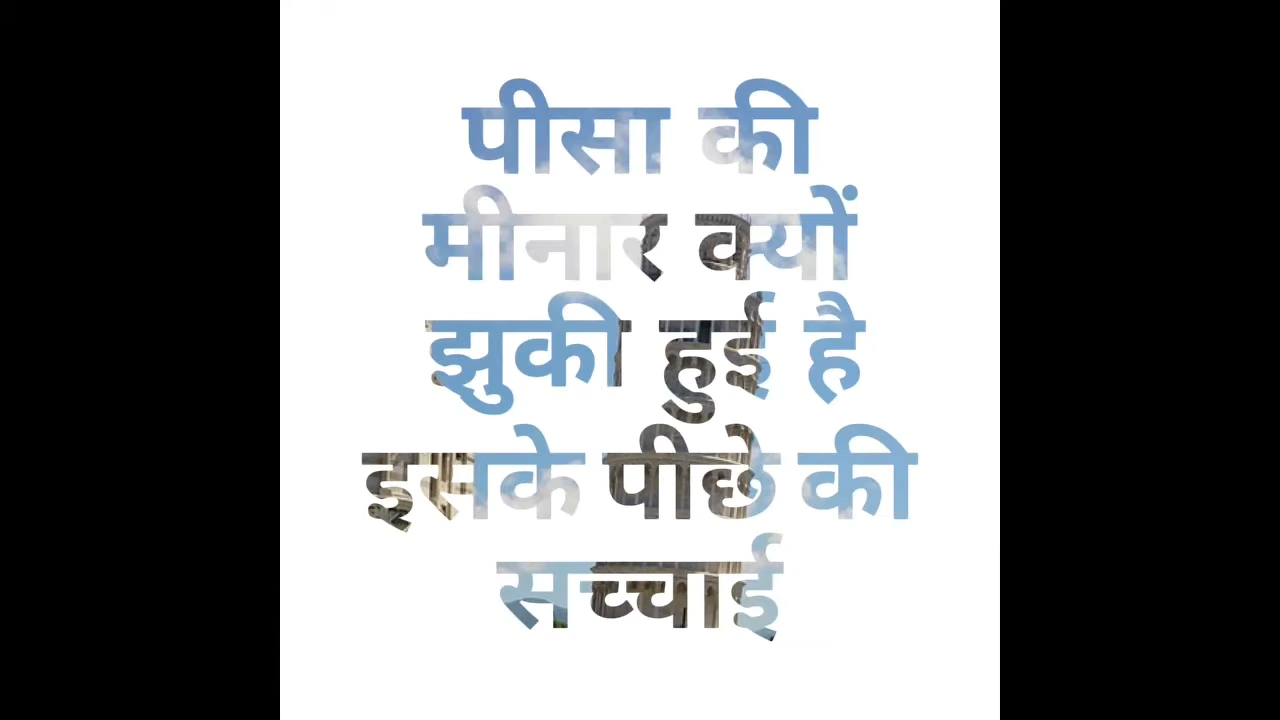 पीसा की
मीनार क्यों
झुकी हुई है
इसके पीछे की
सच्चाई